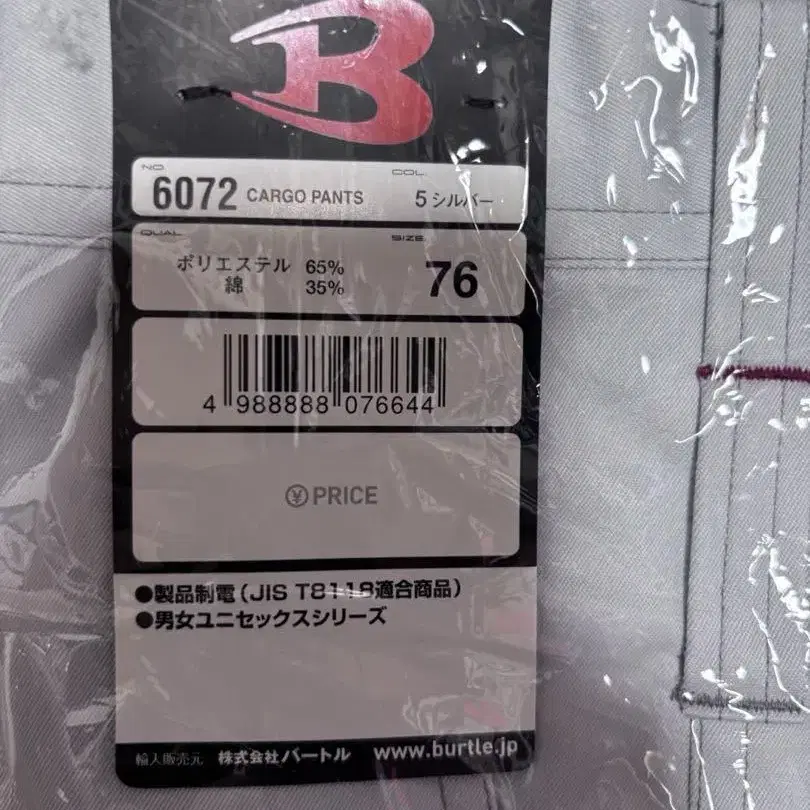 B
NO. COL.
6072 CARGO PANTS 5 シルバー
QUAL. SIZE.
ポリエステル 65% 76
綿 35%
4 988888 076644
¥ PRICE
●製品制電(JIS T8118適合商品)
●男女ユニセックスシリーズ
輸入販売元 株式会社バートル www.burtle.jp